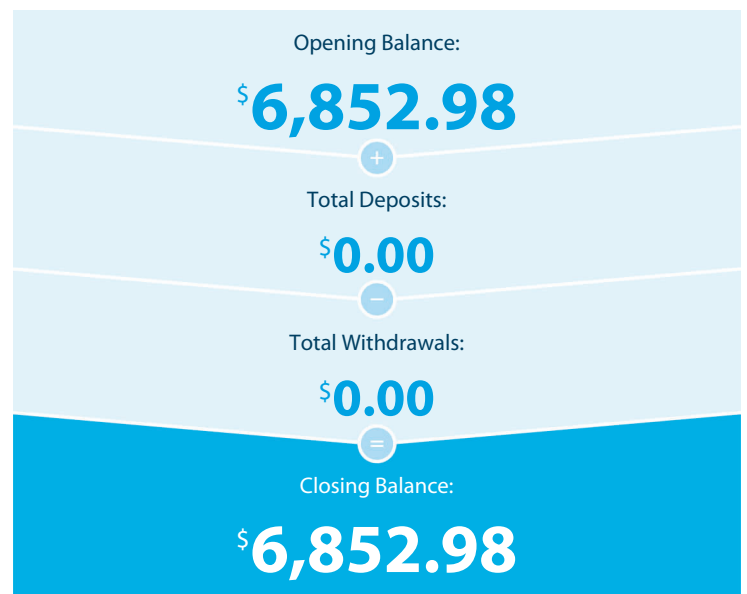 Opening Balance:
$6,852.98
+
Total Deposits:
$0.00
−
Total Withdrawals:
$0.00
=
Closing Balance:
$6,852.98